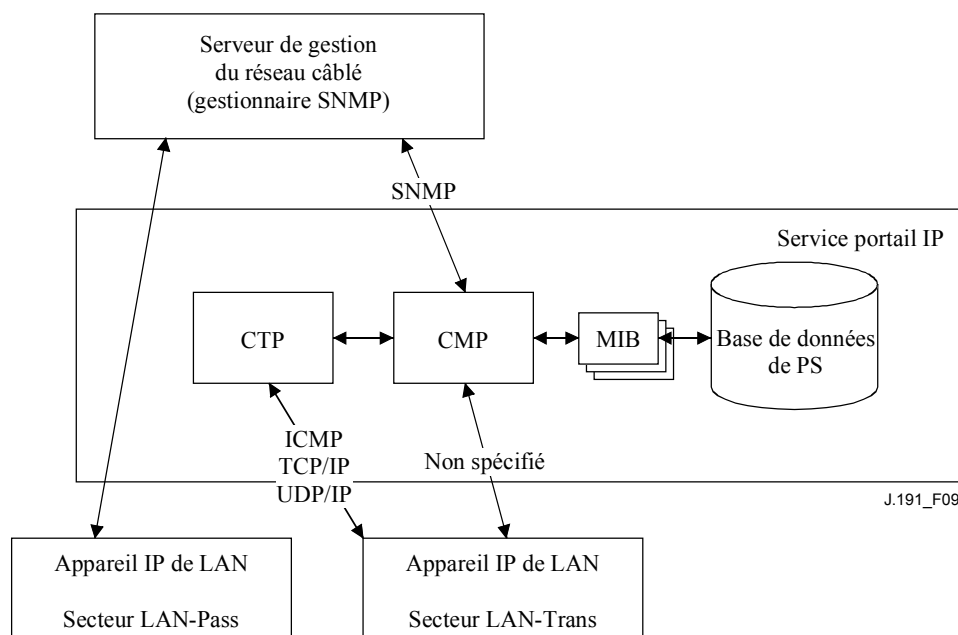 Serveur de gestion
du réseau câblé
(gestionnaire SNMP)
SNMP
Service portail IP
CTP
CMP
MIB
Base de données
de PS
ICMP
TCP/IP
UDP/IP
Non spécifié
J.191_F09
Appareil IP de LAN
Secteur LAN-Pass
Appareil IP de LAN
Secteur LAN-Trans